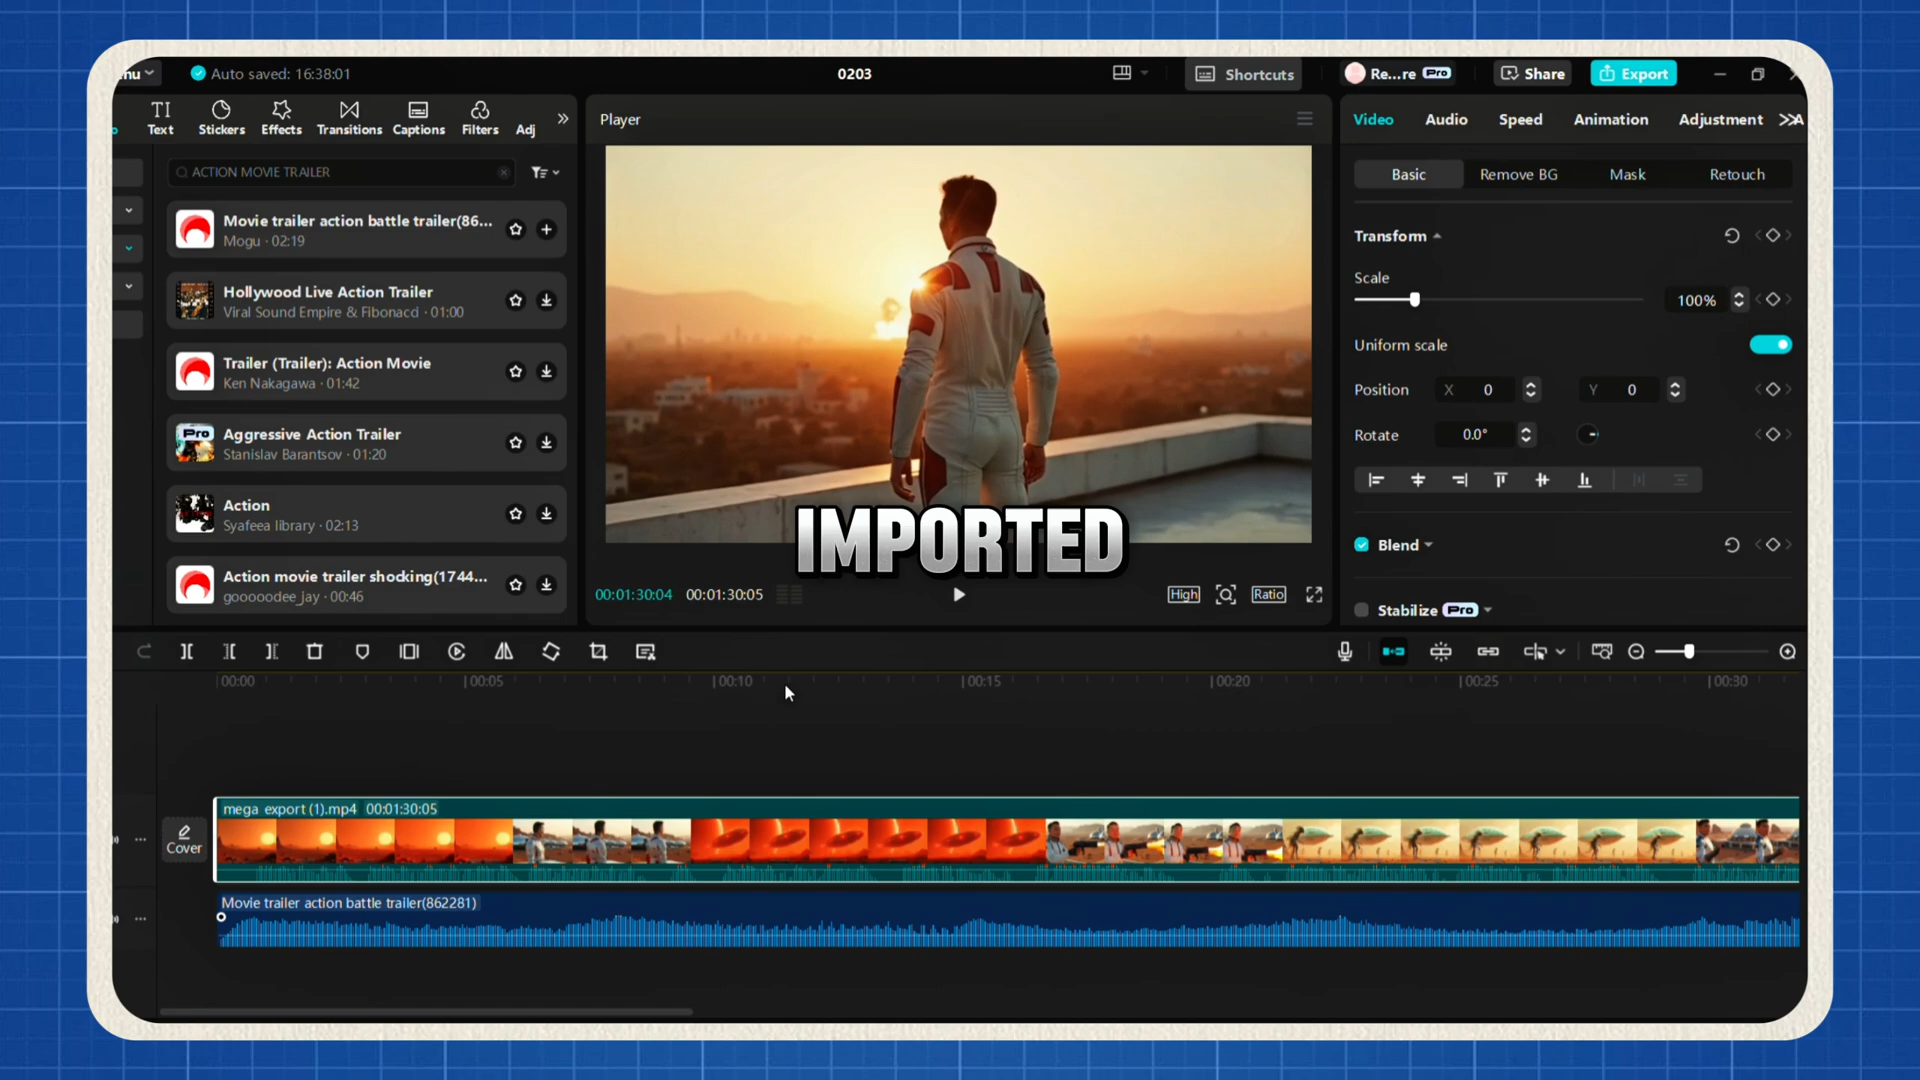 nu
Auto saved: 16:38:01
0203
Shortcuts
Re...re Pro
Share
Export
TI
Text
Stickers
Effects
Transitions
Captions
Filters
Adj
ACTION MOVIE TRAILER
Movie trailer action battle trailer(86...
Mogu · 02:19
Hollywood Live Action Trailer
Viral Sound Empire & Fibonacd · 01:00
Trailer (Trailer): Action Movie
Ken Nakagawa · 01:42
Pro
Aggressive Action Trailer
Stanislav Barantsov · 01:20
Action
Syafeea library · 02:13
Action movie trailer shocking(1744...
gooooodee_jay · 00:46
Player
IMPORTED
00:01:30:04 00:01:30:05
High
Ratio
Video Audio Speed Animation Adjustment A
Basic Remove BG Mask Retouch
Transform
Scale
100%
Uniform scale
Position X 0 Y 0
Rotate 0.0°
Blend
Stabilize Pro
00:00 00:05 00:10 00:15 00:20 00:25 00:30
Cover
mega export (1).mp4 00:01:30:05
Movie trailer action battle trailer(862281)